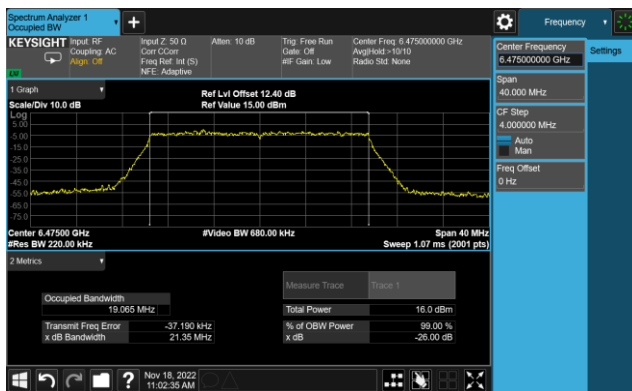 Spectrum Analyzer 1
Occupied BW
Frequency
KEYSIGHT
Input: RF
Coupling: AC
Align: Off
Input Z: 50 Ω
Corr CCorr
Freq Ref: Int (S)
NFE: Adaptive
Atten: 10 dB
Trig: Free Run
Gate: Off
#IF Gain: Low
Center Freq: 6.475000000 GHz
Avg|Hold:>10/10
Radio Std: None
Center Frequency
6.475000000 GHz
Settings
Span
40.000 MHz
CF Step
4.000000 MHz
Auto
Man
Freq Offset
0 Hz
1 Graph
Scale/Div 10.0 dB
Ref Lvl Offset 12.40 dB
Ref Value 15.00 dBm
Log
5.00
-5.00
-15.0
-25.0
-35.0
-45.0
-55.0
-65.0
-75.0
Center 6.47500 GHz
#Video BW 680.00 kHz
Span 40 MHz
#Res BW 220.00 kHz
Sweep 1.07 ms (2001 pts)
2 Metrics
Measure Trace
Trace 1
Occupied Bandwidth
19.065 MHz
Total Power
16.0 dBm
Transmit Freq Error
-37.190 kHz
% of OBW Power
99.00 %
x dB Bandwidth
21.35 MHz
x dB
-26.00 dB
?
Nov 18, 2022
11:02:35 AM